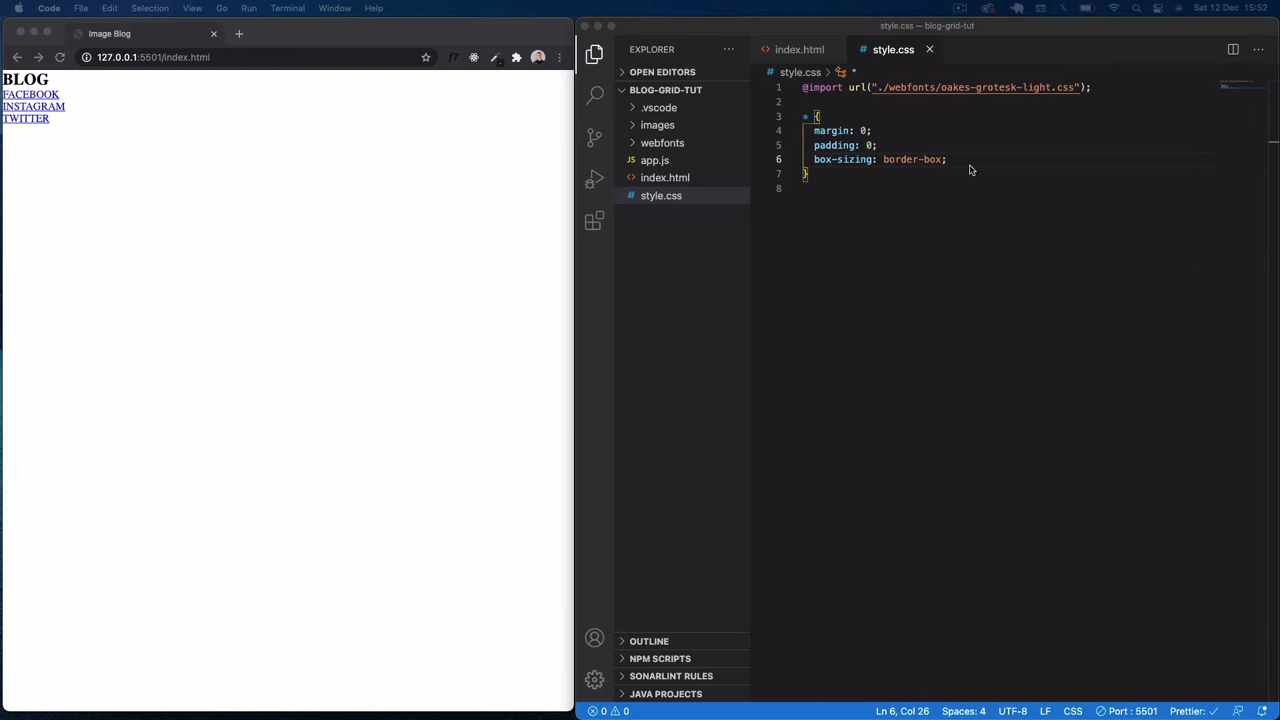 Code File Edit Selection View Go Run Terminal Window Help
Sat 12 Dec 15:52
Image Blog
127.0.0.1:5501/index.html
BLOG
FACEBOOK
INSTAGRAM
TWITTER
style.css — blog-grid-tut
EXPLORER
OPEN EDITORS
BLOG-GRID-TUT
.vscode
images
webfonts
app.js
index.html
style.css
OUTLINE
NPM SCRIPTS
SONARLINT RULES
JAVA PROJECTS
index.html
style.css
style.css > *
1 @import url("./webfonts/oakes-grotesk-light.css");
2
3 * {
4 margin: 0;
5 padding: 0;
6 box-sizing: border-box;
7 }
8
0 0 Ln 6, Col 26 Spaces: 4 UTF-8 LF CSS Port : 5501 Prettier: